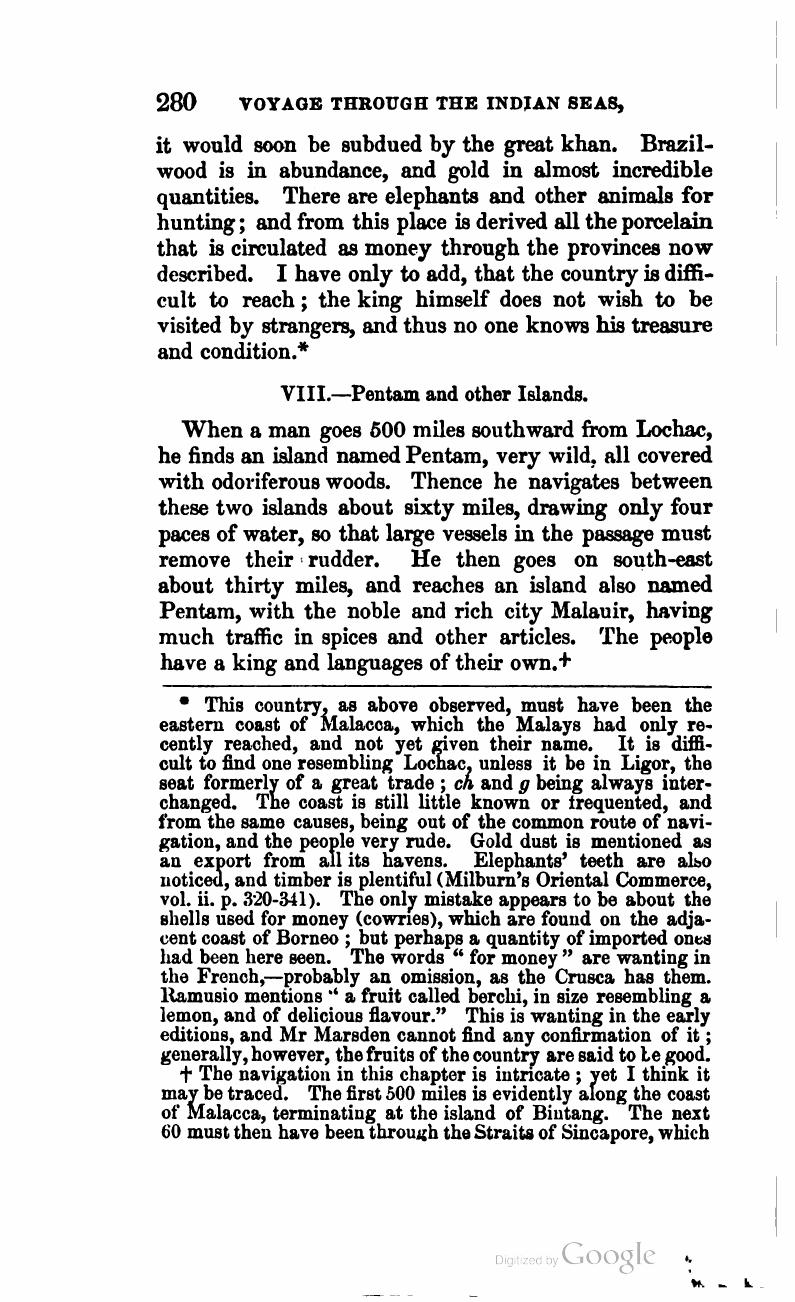 280 VOYAGE THROUGH THE INDIAN SEAS,
it would soon be subdued by the great khan. Brazil-
wood is in abundance, and gold in almost incredible
quantities. There are elephants and other animals for
hunting; and from this place is derived all the porcelain
that is circulated as money through the provinces now
described. I have only to add, that the country is diffi-
cult to reach; the king himself does not wish to be
visited by strangers, and thus no one knows his treasure
and condition.*
VIII.—Pentam and other Islands.
When a man goes 500 miles southward from Lochac,
he finds an island named Pentam, very wild, all covered
with odoriferous woods. Thence he navigates between
these two islands about sixty miles, drawing only four
paces of water, so that large vessels in the passage must
remove their rudder. He then goes on south-east
about thirty miles, and reaches an island also named
Pentam, with the noble and rich city Malauir, having
much traffic in spices and other articles. The people
have a king and languages of their own.†
* This country, as above observed, must have been the
eastern coast of Malacca, which the Malays had only re-
cently reached, and not yet given their name. It is diffi-
cult to find one resembling Lochac, unless it be in Ligor, the
seat formerly of a great trade; ch and g being always inter-
changed. The coast is still little known or frequented, and
from the same causes, being out of the common route of navi-
gation, and the people very rude. Gold dust is mentioned as
an export from all its havens. Elephants' teeth are also
noticed, and timber is plentiful (Milburn's Oriental Commerce,
vol. ii. p. 320-341). The only mistake appears to be about the
shells used for money (cowries), which are found on the adja-
cent coast of Borneo; but perhaps a quantity of imported ones
had been here seen. The words “ for money ” are wanting in
the French,—probably an omission, as the Crusca has them.
Ramusio mentions “ a fruit called berchi, in size resembling a
lemon, and of delicious flavour.” This is wanting in the early
editions, and Mr Marsden cannot find any confirmation of it;
generally, however, the fruits of the country are said to be good.
† The navigation in this chapter is intricate; yet I think it
may be traced. The first 500 miles is evidently along the coast
of Malacca, terminating at the island of Bintang. The next
60 must then have been through the Straits of Sincapore, which
Digitized by Google